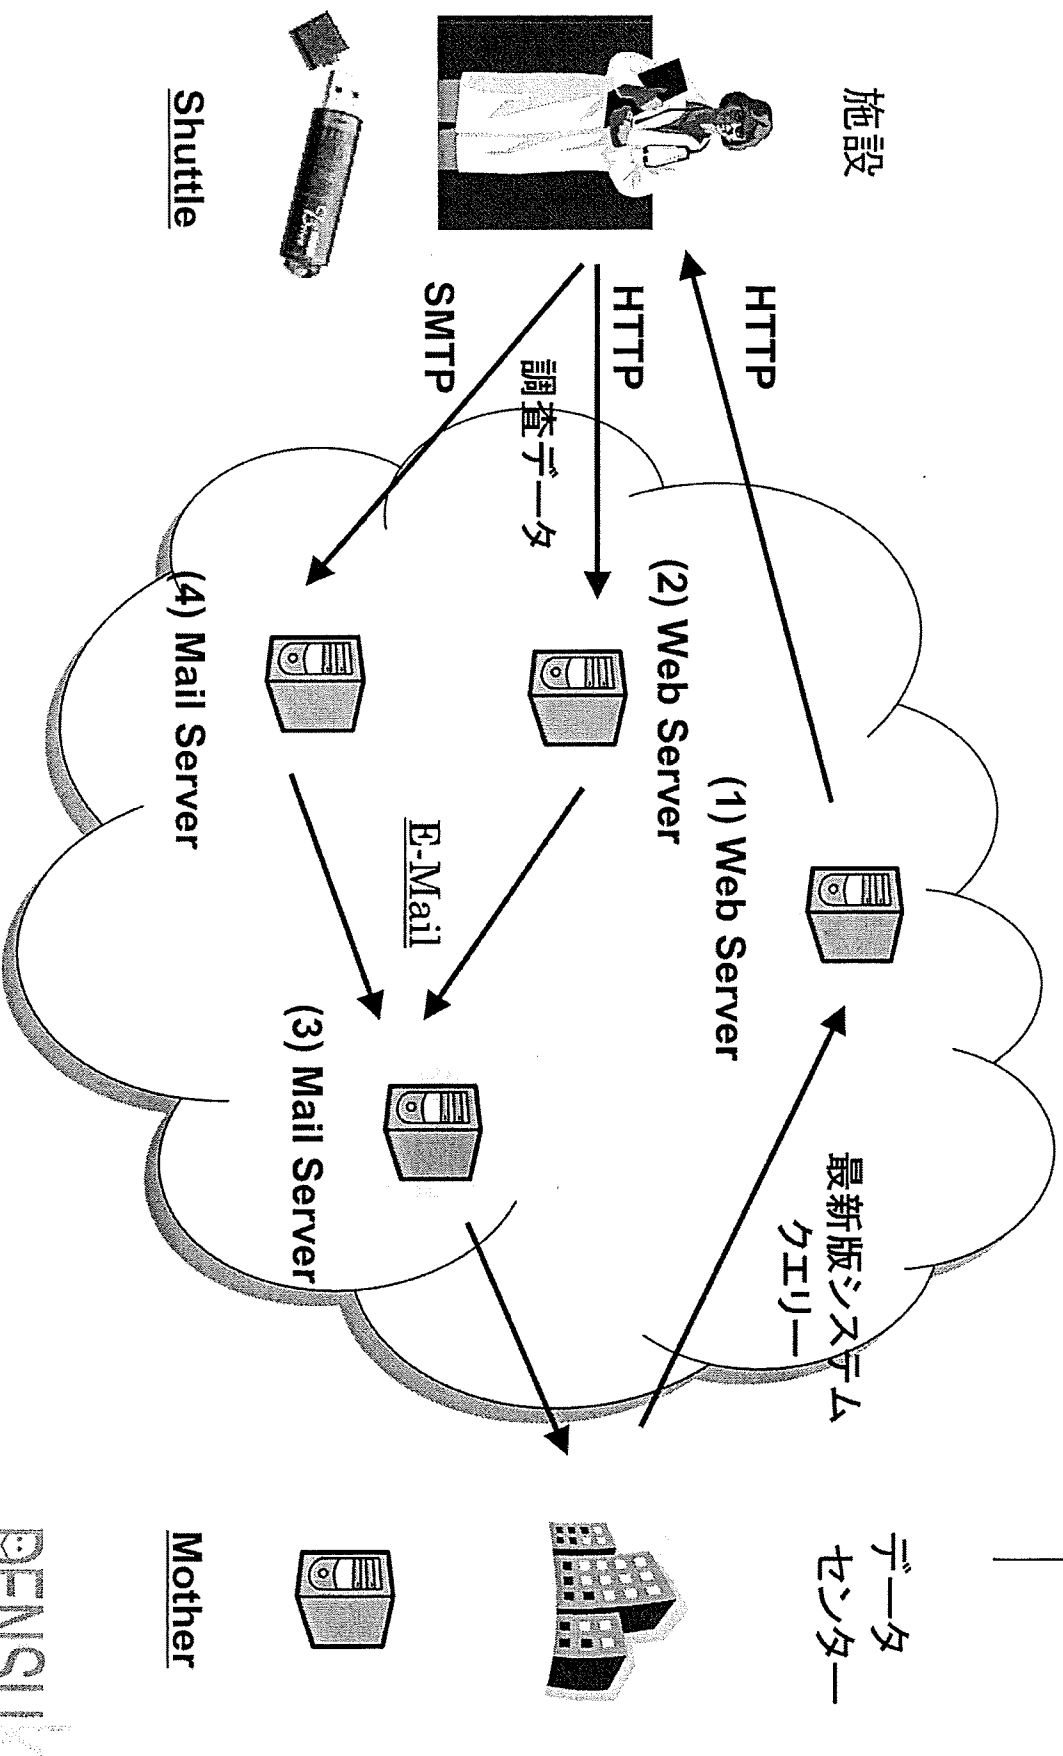 施設
データ
センター
HTTP
最新版システム
クエリー
(1) Web Server
HTTP
(2) Web Server
調査データ
SMTP
E-Mail
(3) Mail Server
(4) Mail Server
Shuttle
Mother